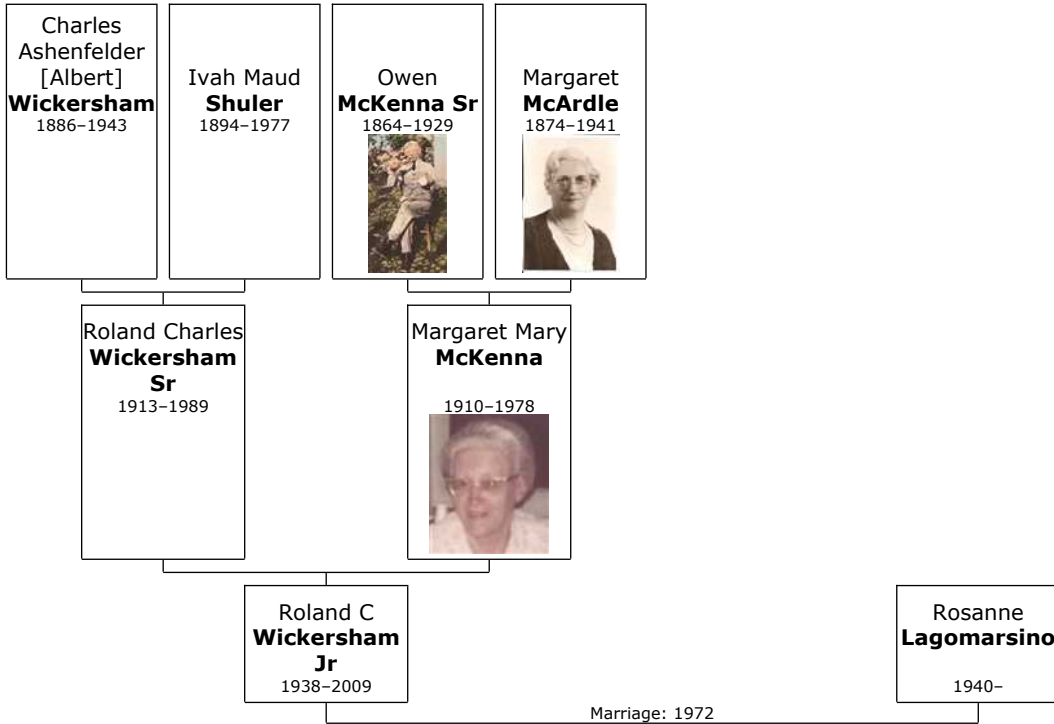 Charles
Ashenfelder
[Albert]
Wickersham
1886–1943
Ivah Maud
Shuler
1894–1977
Owen
McKenna Sr
1864–1929
Margaret
McArdle
1874–1941
Roland Charles
Wickersham
Sr
1913–1989
Margaret Mary
McKenna
1910–1978
Roland C
Wickersham
Jr
1938–2009
Rosanne
Lagomarsino
1940–
Marriage: 1972